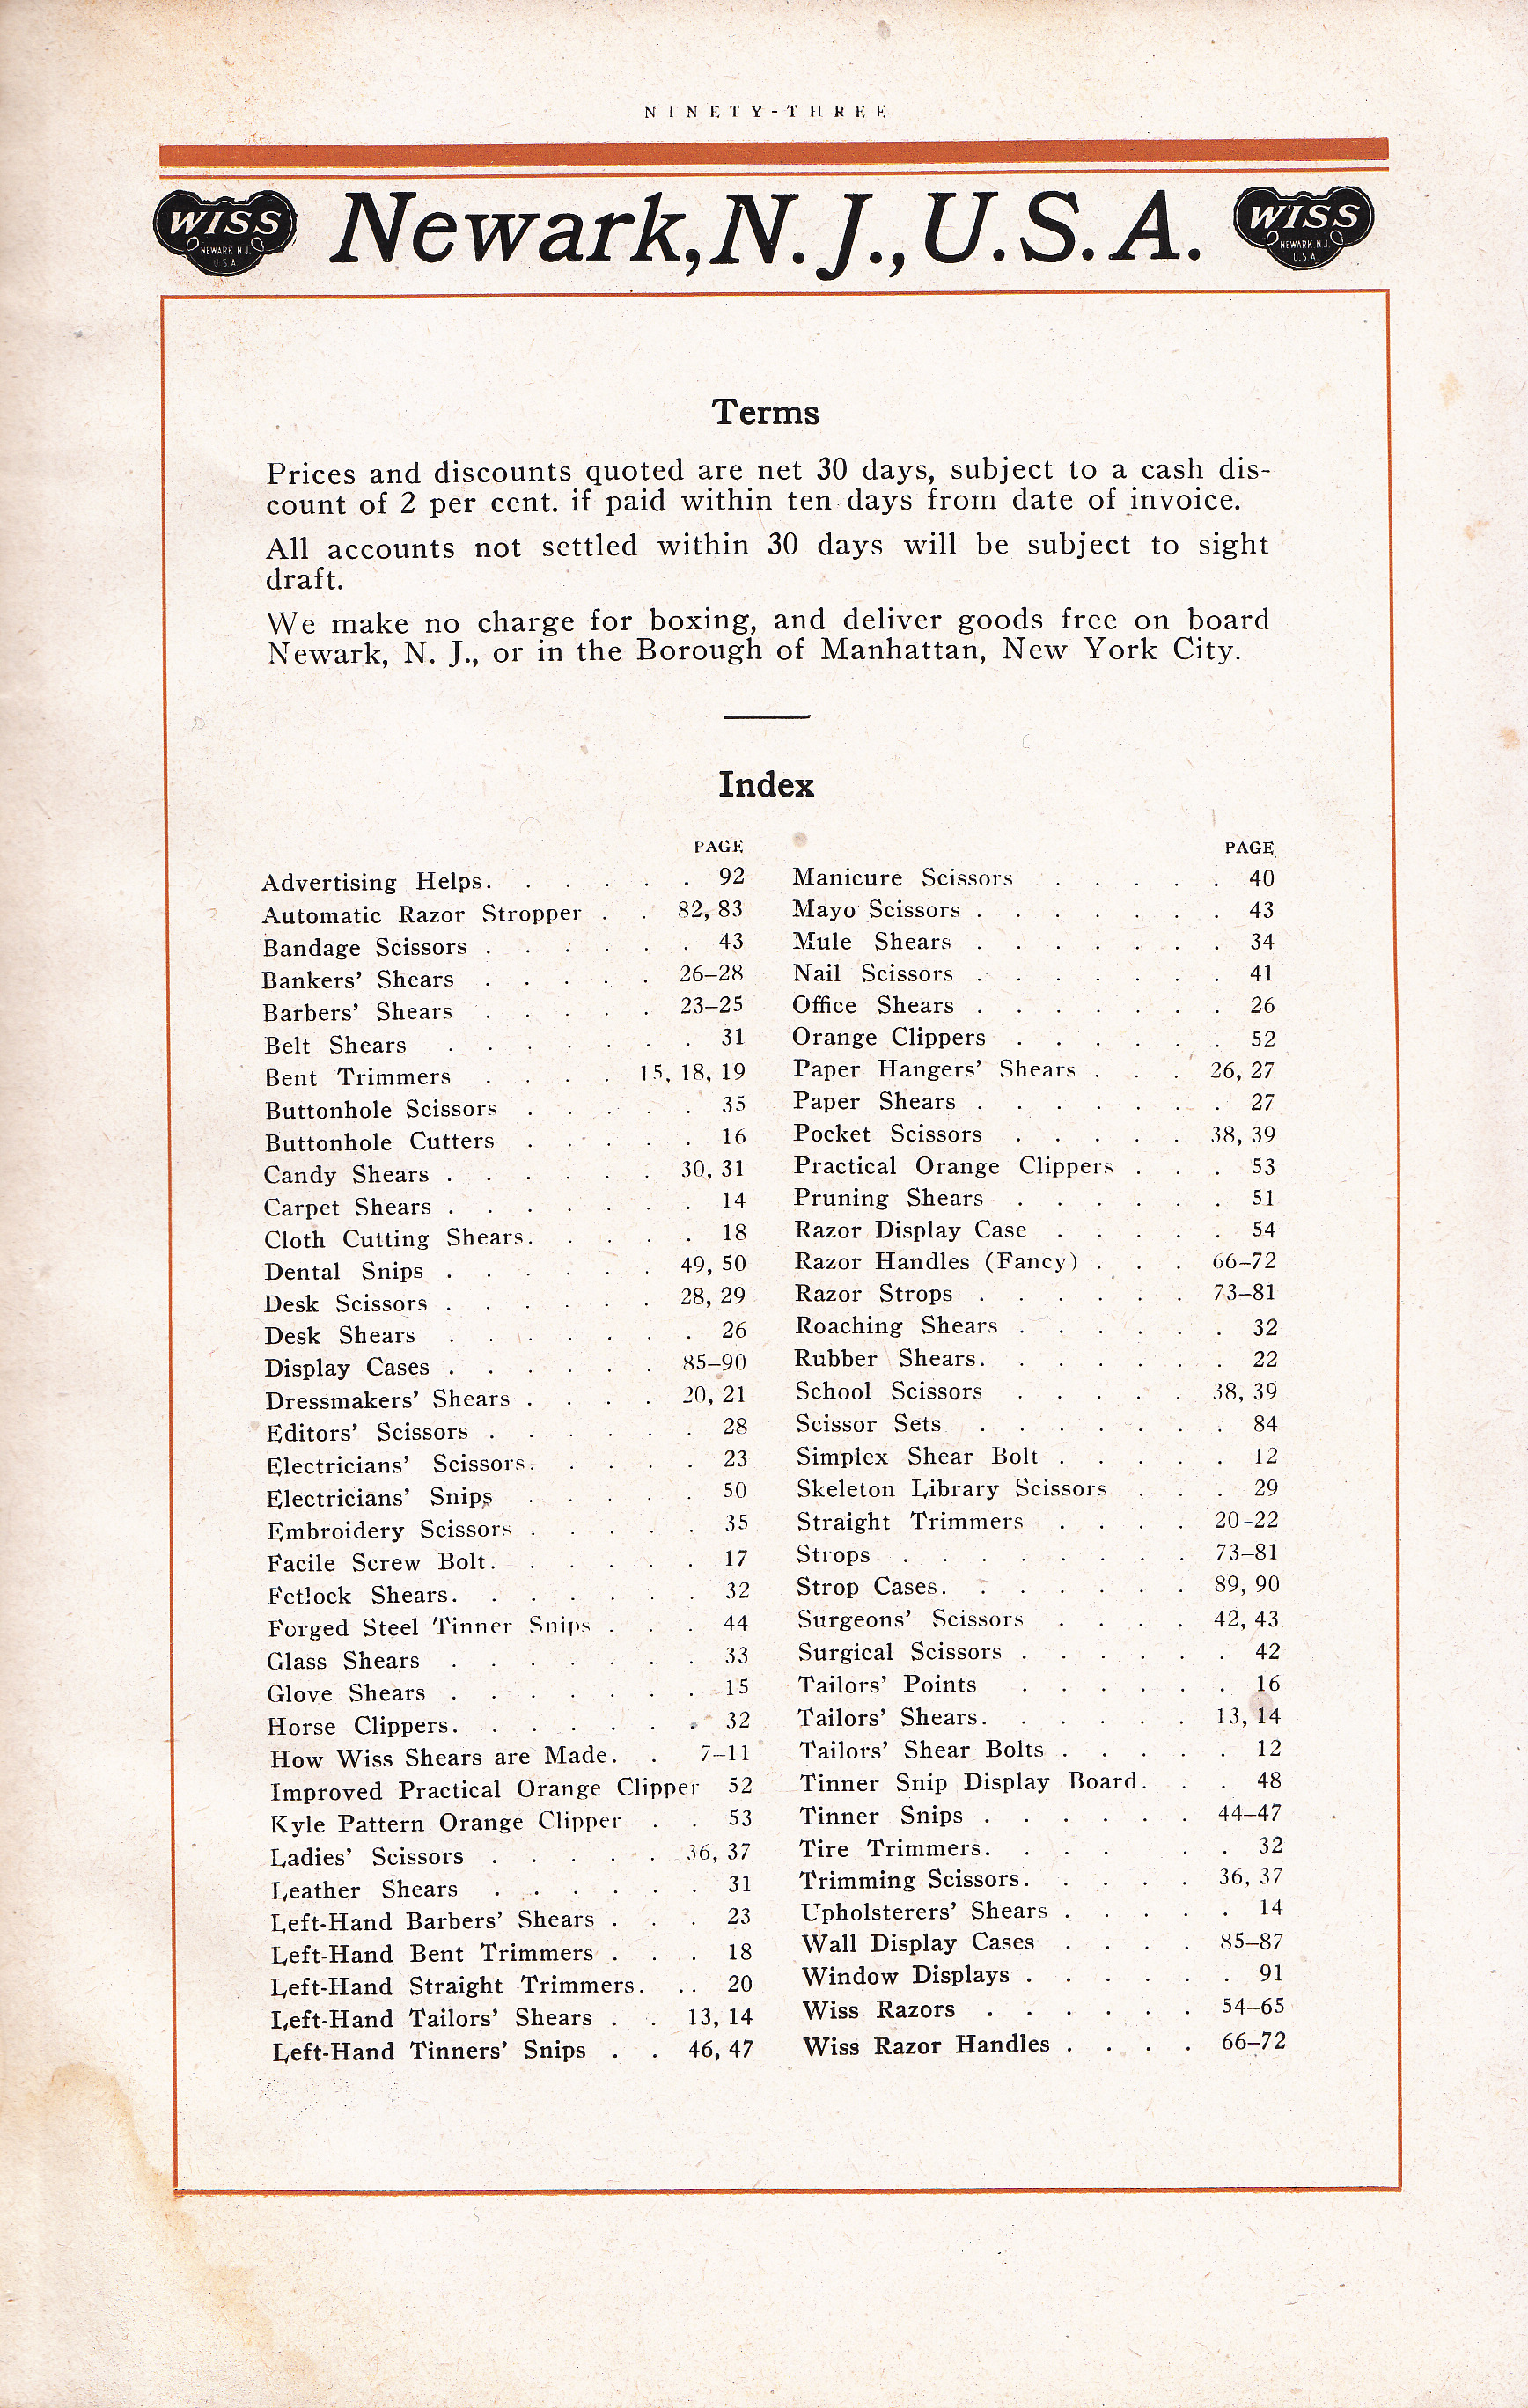 NINETY-THREE
WISS
NEWARK N.J.
U.S.A.
Newark, N. J., U.S.A.
WISS
NEWARK N.J.
U.S.A.
Terms
Prices and discounts quoted are net 30 days, subject to a cash dis-
count of 2 per cent. if paid within ten days from date of invoice.
All accounts not settled within 30 days will be subject to sight
draft.
We make no charge for boxing, and deliver goods free on board
Newark, N. J., or in the Borough of Manhattan, New York City.
Index
PAGE
Advertising Helps. . . . . . 92
Automatic Razor Stropper . . 82, 83
Bandage Scissors . . . . . . 43
Bankers' Shears . . . . . 26–28
Barbers' Shears . . . . . 23–25
Belt Shears . . . . . . . 31
Bent Trimmers . . . . 15, 18, 19
Buttonhole Scissors . . . . . 35
Buttonhole Cutters . . . . . 16
Candy Shears . . . . . . 30, 31
Carpet Shears . . . . . . . 14
Cloth Cutting Shears. . . . . 18
Dental Snips . . . . . . 49, 50
Desk Scissors . . . . . . 28, 29
Desk Shears . . . . . . . 26
Display Cases . . . . . . 85–90
Dressmakers' Shears . . . . 20, 21
Editors' Scissors . . . . . . 28
Electricians' Scissors. . . . . 23
Electricians' Snips . . . . . 50
Embroidery Scissors . . . . . 35
Facile Screw Bolt. . . . . . 17
Fetlock Shears. . . . . . . 32
Forged Steel Tinner Snips . . . 44
Glass Shears . . . . . . . 33
Glove Shears . . . . . . . 15
Horse Clippers. . . . . . . 32
How Wiss Shears are Made. . 7–11
Improved Practical Orange Clipper 52
Kyle Pattern Orange Clipper . . 53
Ladies' Scissors . . . . . 36, 37
Leather Shears . . . . . . 31
Left-Hand Barbers' Shears . . . 23
Left-Hand Bent Trimmers . . . 18
Left-Hand Straight Trimmers. . . 20
Left-Hand Tailors' Shears . . 13, 14
Left-Hand Tinners' Snips . . 46, 47
PAGE
Manicure Scissors . . . . . 40
Mayo Scissors . . . . . . . 43
Mule Shears . . . . . . . 34
Nail Scissors . . . . . . . 41
Office Shears . . . . . . . 26
Orange Clippers . . . . . . 52
Paper Hangers' Shears . . . 26, 27
Paper Shears . . . . . . . 27
Pocket Scissors . . . . . 38, 39
Practical Orange Clippers . . . 53
Pruning Shears . . . . . . 51
Razor Display Case . . . . . 54
Razor Handles (Fancy) . . . 66–72
Razor Strops . . . . . . 73–81
Roaching Shears . . . . . . 32
Rubber Shears. . . . . . . 22
School Scissors . . . . . 38, 39
Scissor Sets . . . . . . . 84
Simplex Shear Bolt . . . . . 12
Skeleton Library Scissors . . . 29
Straight Trimmers . . . . 20–22
Strops . . . . . . . . 73–81
Strop Cases. . . . . . . 89, 90
Surgeons' Scissors . . . . 42, 43
Surgical Scissors . . . . . . 42
Tailors' Points . . . . . . 16
Tailors' Shears. . . . . . 13, 14
Tailors' Shear Bolts . . . . . 12
Tinner Snip Display Board. . . 48
Tinner Snips . . . . . . 44–47
Tire Trimmers. . . . . . 32
Trimming Scissors. . . . . 36, 37
Upholsterers' Shears . . . . . 14
Wall Display Cases . . . . 85–87
Window Displays . . . . . . 91
Wiss Razors . . . . . . 54–65
Wiss Razor Handles . . . . 66–72